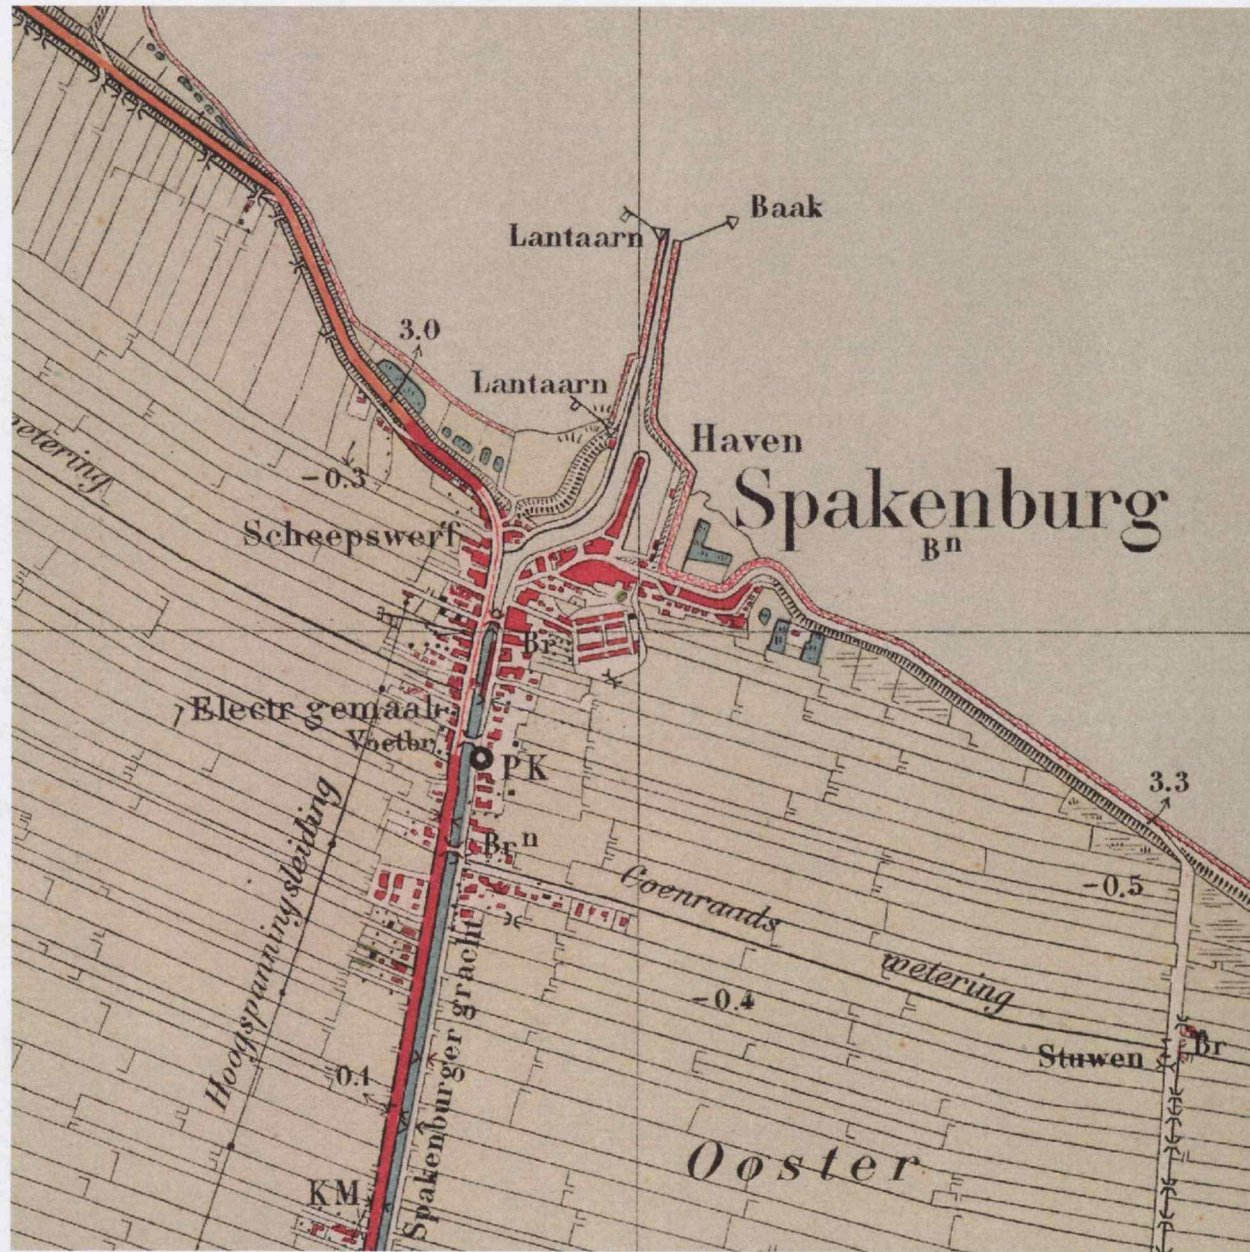 Baak
Lantaarn
3.0
Lantaarn
Haven
Spakenburg
-0.3
Scheepswerf
Bn
Br
Electr gemaal
Voetbr
PK
3.3
Hoogspanningsleiding
Brn
Coenraads
wetering
-0.5
-0.4
Spakenburger gracht
Stuwen
Br
0.1
Ooster
KM